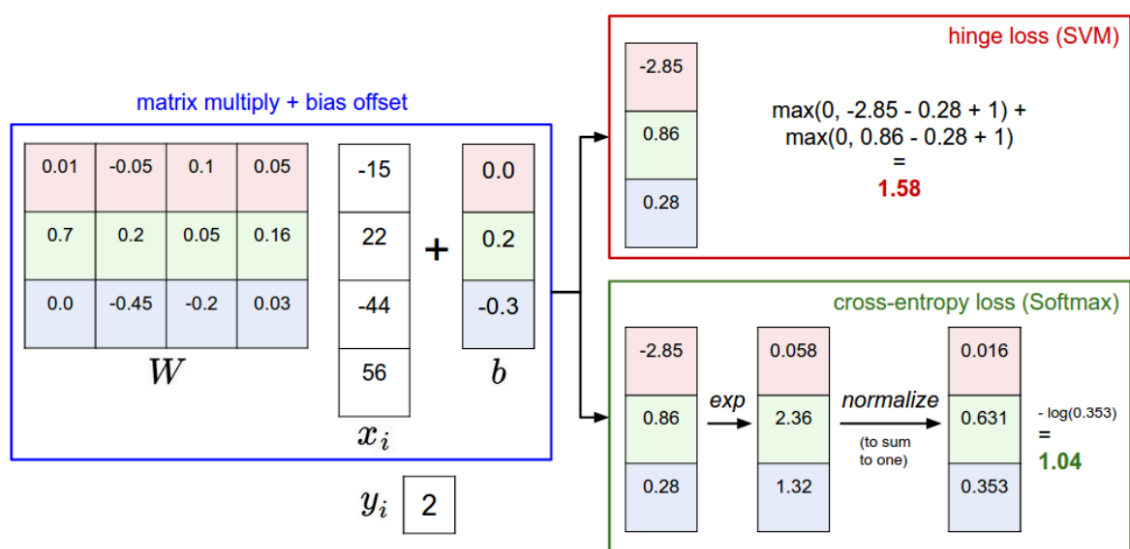 matrix multiply + bias offset
0.01 -0.05 0.1 0.05
0.7 0.2 0.05 0.16
0.0 -0.45 -0.2 0.03
W
-15
22
-44
56
x_i
+
0.0
0.2
-0.3
b
y_i 2
hinge loss (SVM)
-2.85
0.86
0.28
max(0, -2.85 - 0.28 + 1) +
max(0, 0.86 - 0.28 + 1)
=
1.58
cross-entropy loss (Softmax)
-2.85
0.86
0.28
exp
0.058
2.36
1.32
normalize
(to sum
to one)
0.016
0.631
0.353
- log(0.353)
=
1.04